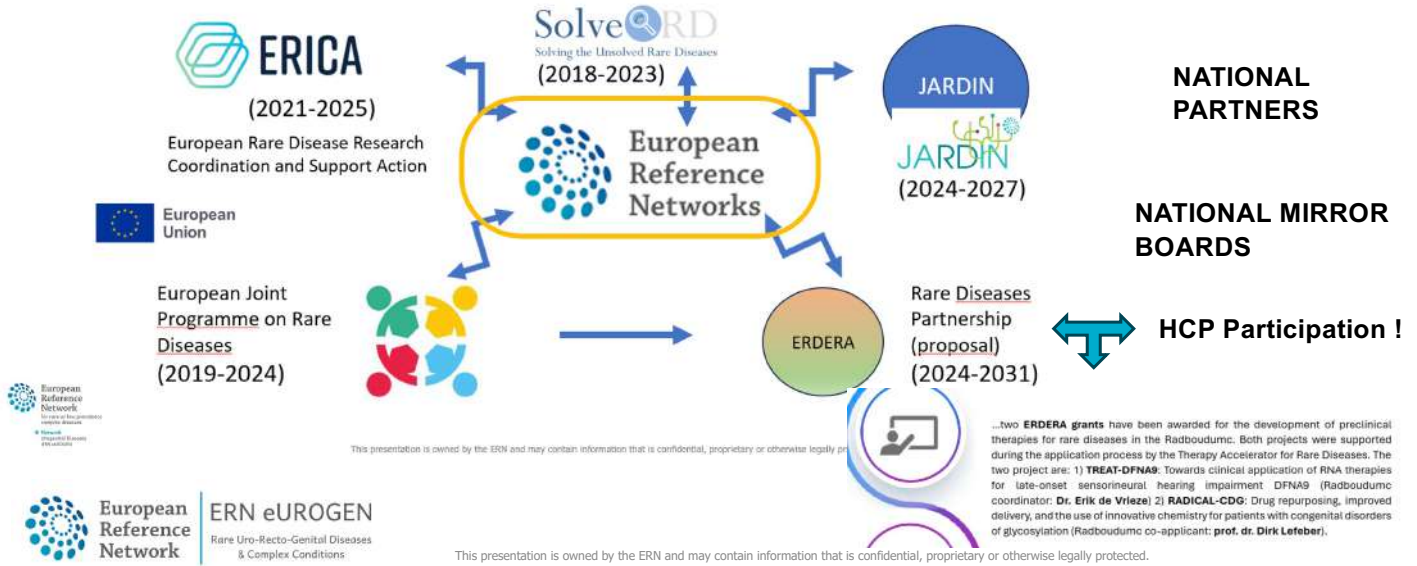 ERICA
(2021-2025)
European Rare Disease Research
Coordination and Support Action
SolveRD
Solving the Unsolved Rare Diseases
(2018-2023)
JARDIN
JARDIN
(2024-2027)
NATIONAL
PARTNERS
European
Reference
Networks
European
Union
NATIONAL MIRROR
BOARDS
European Joint
Programme on Rare
Diseases
(2019-2024)
ERDERA
Rare Diseases
Partnership
(proposal)
(2024-2031)
HCP Participation !
European
Reference
Network
This presentation is owned by the ERN and may contain information that is confidential, proprietary or otherwise legally
...two ERDERA grants have been awarded for the development of preclinical
therapies for rare diseases in the Radboudumc. Both projects were supported
during the application process by the Therapy Accelerator for Rare Diseases. The
two project are: 1) TREAT-DFNA9: Towards clinical application of RNA therapies
for late-onset sensorineural hearing impairment DFNA9 (Radboudumc
coordinator: Dr. Erik de Vrieze) 2) RADICAL-CDG: Drug repurposing, improved
delivery, and the use of innovative chemistry for patients with congenital disorders
of glycosylation (Radboudumc co-applicant: prof. dr. Dirk Lefeber).
European
Reference
Network
ERN eUROGEN
Rare Uro-Recto-Genital Diseases
& Complex Conditions
This presentation is owned by the ERN and may contain information that is confidential, proprietary or otherwise legally protected.